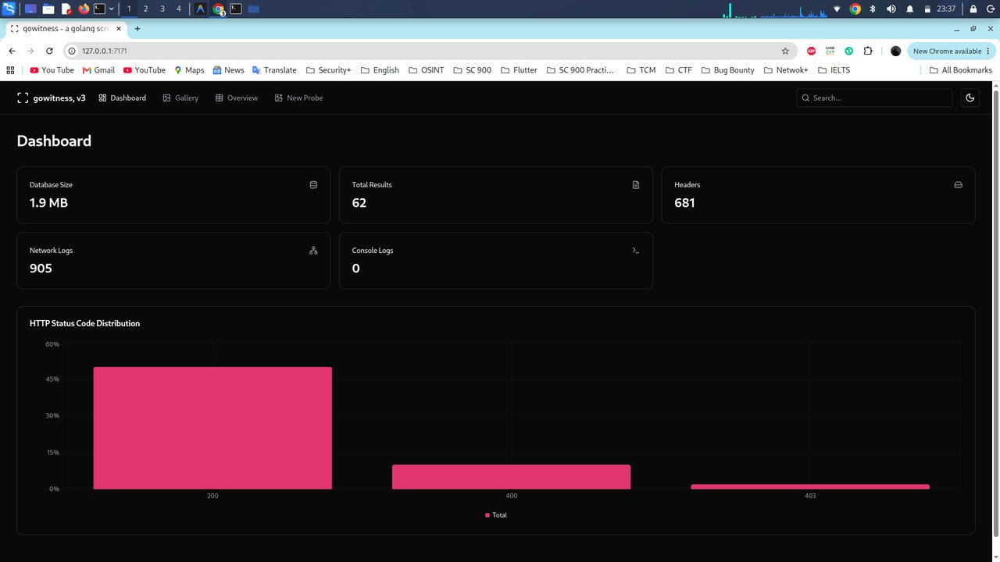 1 2 3 4 3 23:37
gowitness - a golang scre
127.0.0.1:7171 ABP New Chrome available
You Tube Gmail YouTube Maps News Translate Security+ English OSINT SC 900 Flutter SC 900 Practi... TCM CTF Bug Bounty Netwok+ IELTS All Bookmarks
gowitness, v3 Dashboard Gallery Overview New Probe Search...
Dashboard
Database Size Total Results Headers
1.9 MB 62 681
Network Logs Console Logs
905 0
HTTP Status Code Distribution
60%
45%
30%
15%
0%
200 400 403
Total